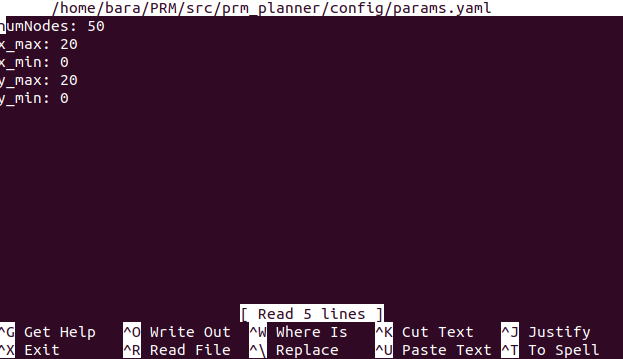 /home/bara/PRM/src/prm_planner/config/params.yaml
numNodes: 50
x_max: 20
x_min: 0
y_max: 20
y_min: 0
[ Read 5 lines ]
^G Get Help ^O Write Out ^W Where Is ^K Cut Text ^J Justify
^X Exit ^R Read File ^\ Replace ^U Paste Text ^T To Spell